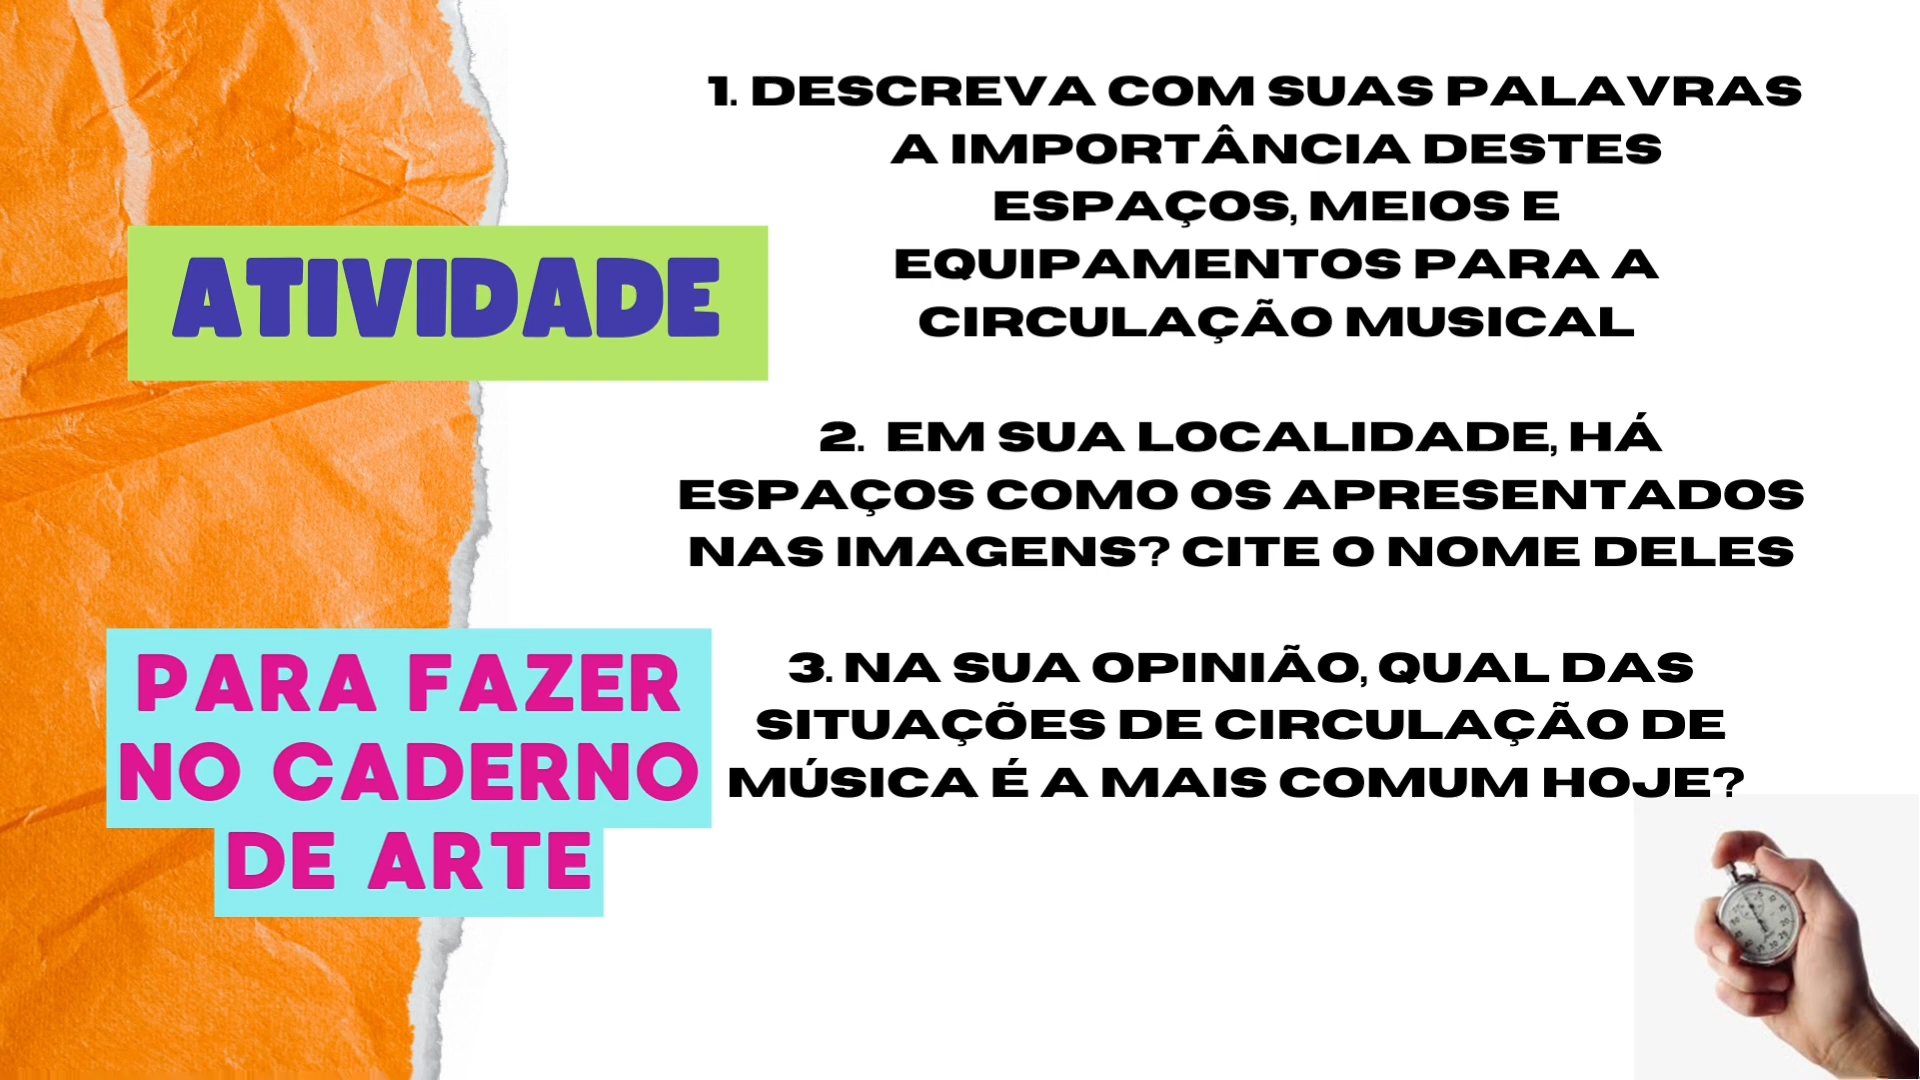 ATIVIDADE
PARA FAZER
NO CADERNO
DE ARTE
1. DESCREVA COM SUAS PALAVRAS
A IMPORTÂNCIA DESTES
ESPAÇOS, MEIOS E
EQUIPAMENTOS PARA A
CIRCULAÇÃO MUSICAL
2. EM SUA LOCALIDADE, HÁ
ESPAÇOS COMO OS APRESENTADOS
NAS IMAGENS? CITE O NOME DELES
3. NA SUA OPINIÃO, QUAL DAS
SITUAÇÕES DE CIRCULAÇÃO DE
MÚSICA É A MAIS COMUM HOJE?